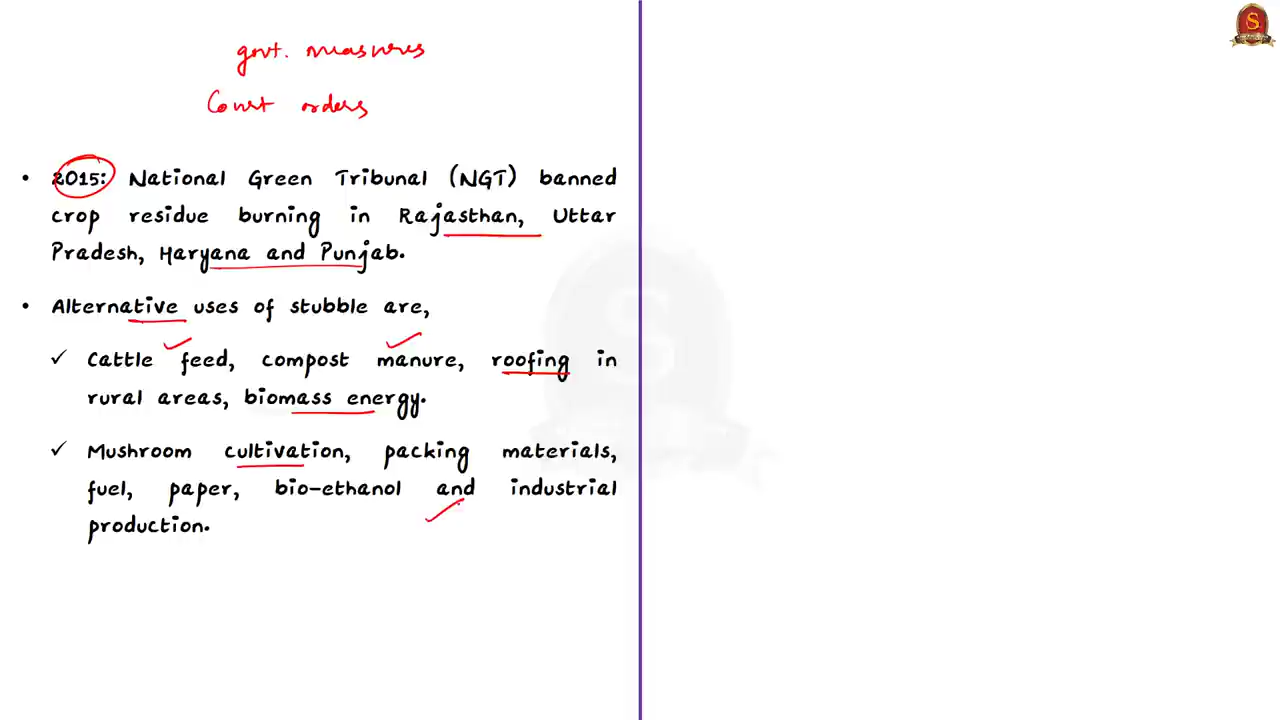 govt. measures
Court orders
• 2015: National Green Tribunal (NGT) banned
crop residue burning in Rajasthan, Uttar
Pradesh, Haryana and Punjab.
• Alternative uses of stubble are,
✓ Cattle feed, compost manure, roofing in
rural areas, biomass energy.
✓ Mushroom cultivation, packing materials,
fuel, paper, bio-ethanol and industrial
production.
S
S